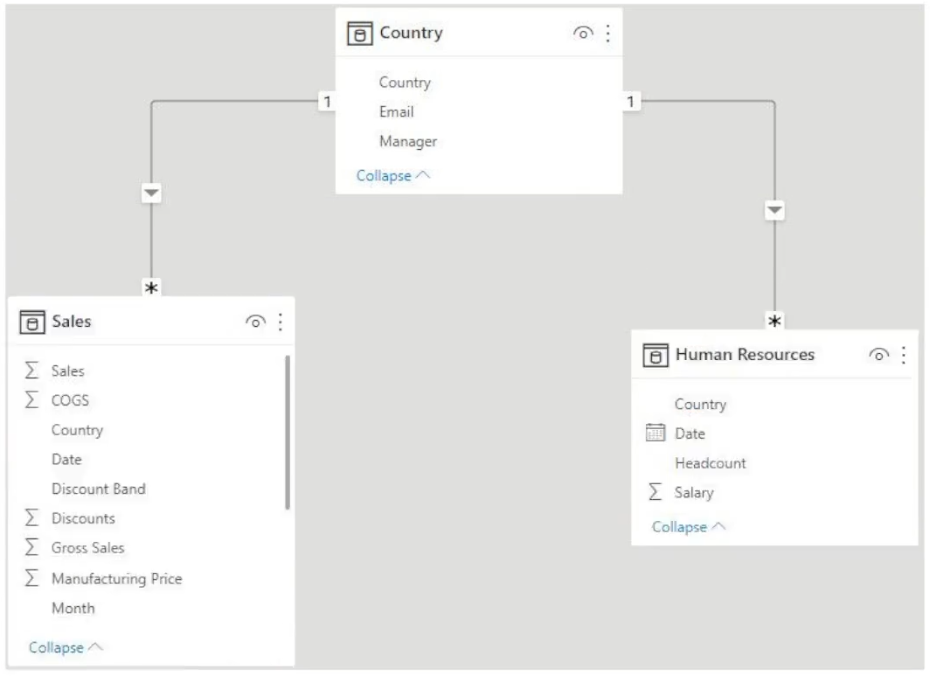 Country
Country
1
1
Email
Manager
Collapse
*
Sales
*
Human Resources
Σ Sales
Σ COGS
Country
Country
Date
Date
Headcount
Discount Band
Σ Salary
Σ Discounts
Collapse
Σ Gross Sales
Σ Manufacturing Price
Month
Collapse